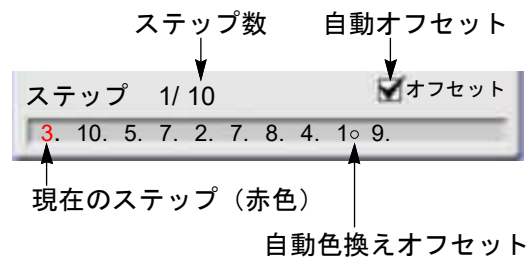 ステップ数 自動オフセット
ステップ 1/ 10 オフセット
3. 10. 5. 7. 2. 7. 8. 4. 1○ 9.
現在のステップ（赤色）
自動色換えオフセット